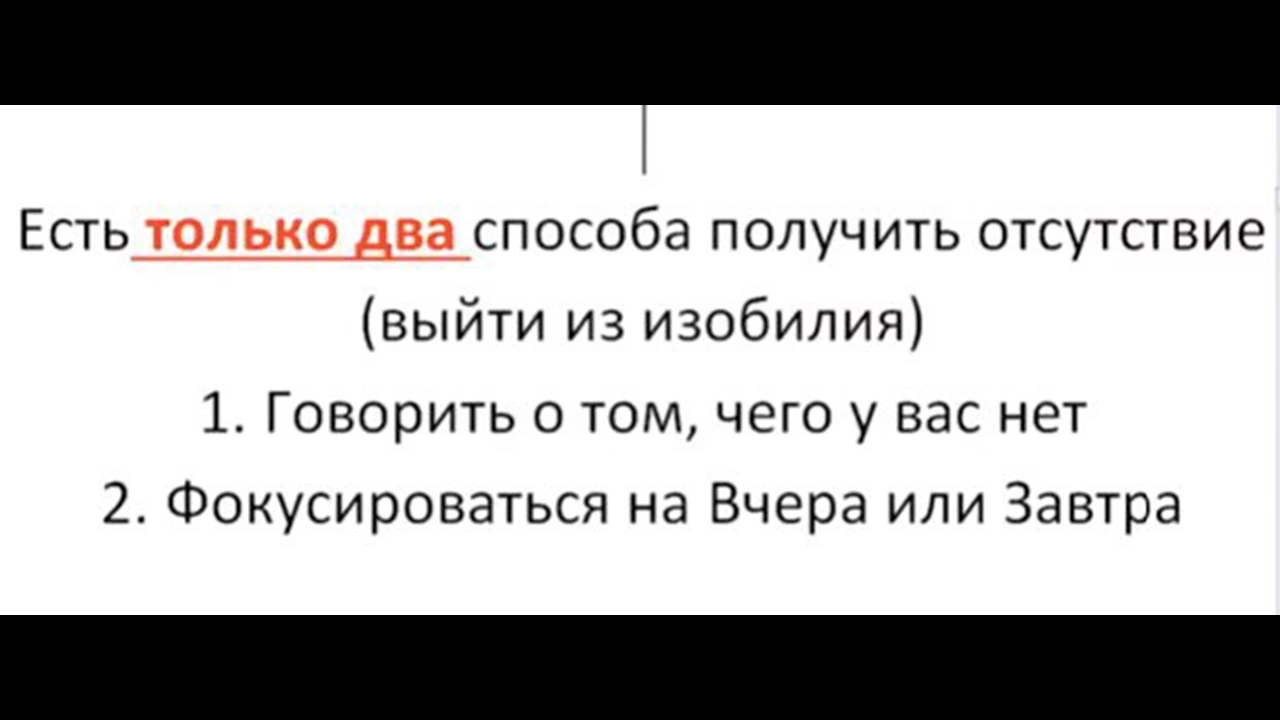 Есть только два способа получить отсутствие
(выйти из изобилия)
1. Говорить о том, чего у вас нет
2. Фокусироваться на Вчера или Завтра